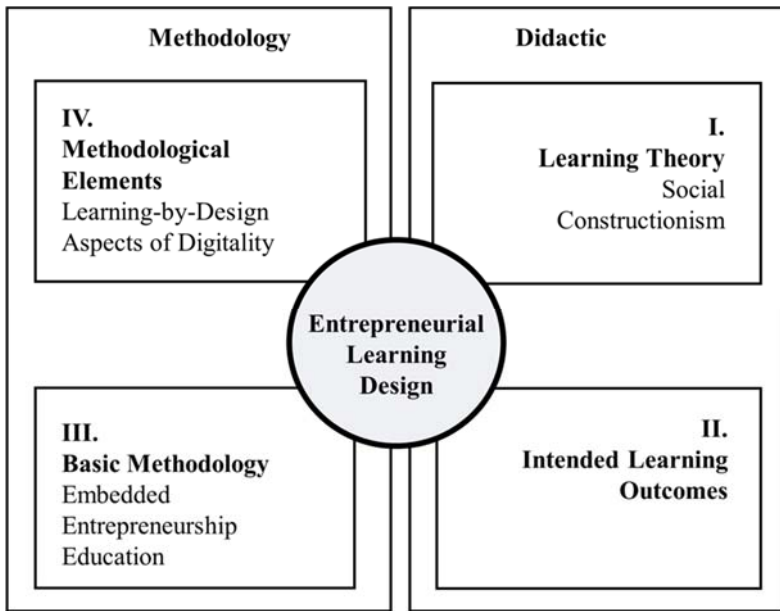 Methodology
IV.
Methodological
Elements
Learning-by-Design
Aspects of Digitality
III.
Basic Methodology
Embedded
Entrepreneurship
Education
Entrepreneurial
Learning
Design
Didactic
I.
Learning Theory
Social
Constructionism
II.
Intended Learning
Outcomes